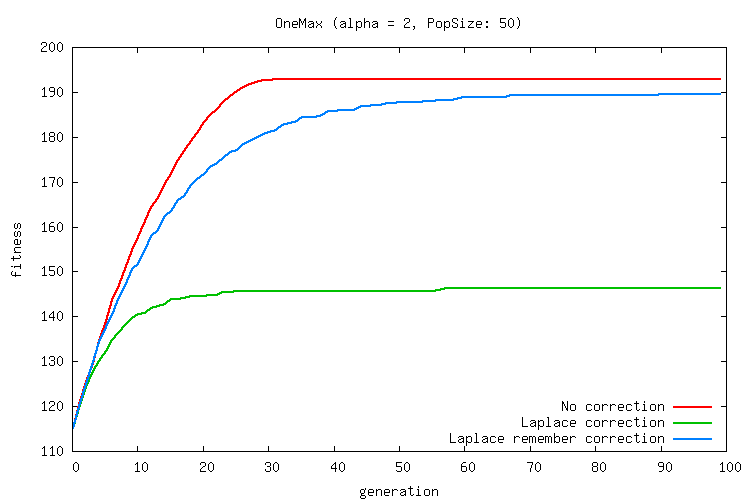 OneMax (alpha = 2, PopSize: 50)
200
190
180
170
160
150
140
130
120
110
fitness
No correction
Laplace correction
Laplace remember correction
0 10 20 30 40 50 60 70 80 90 100
generation